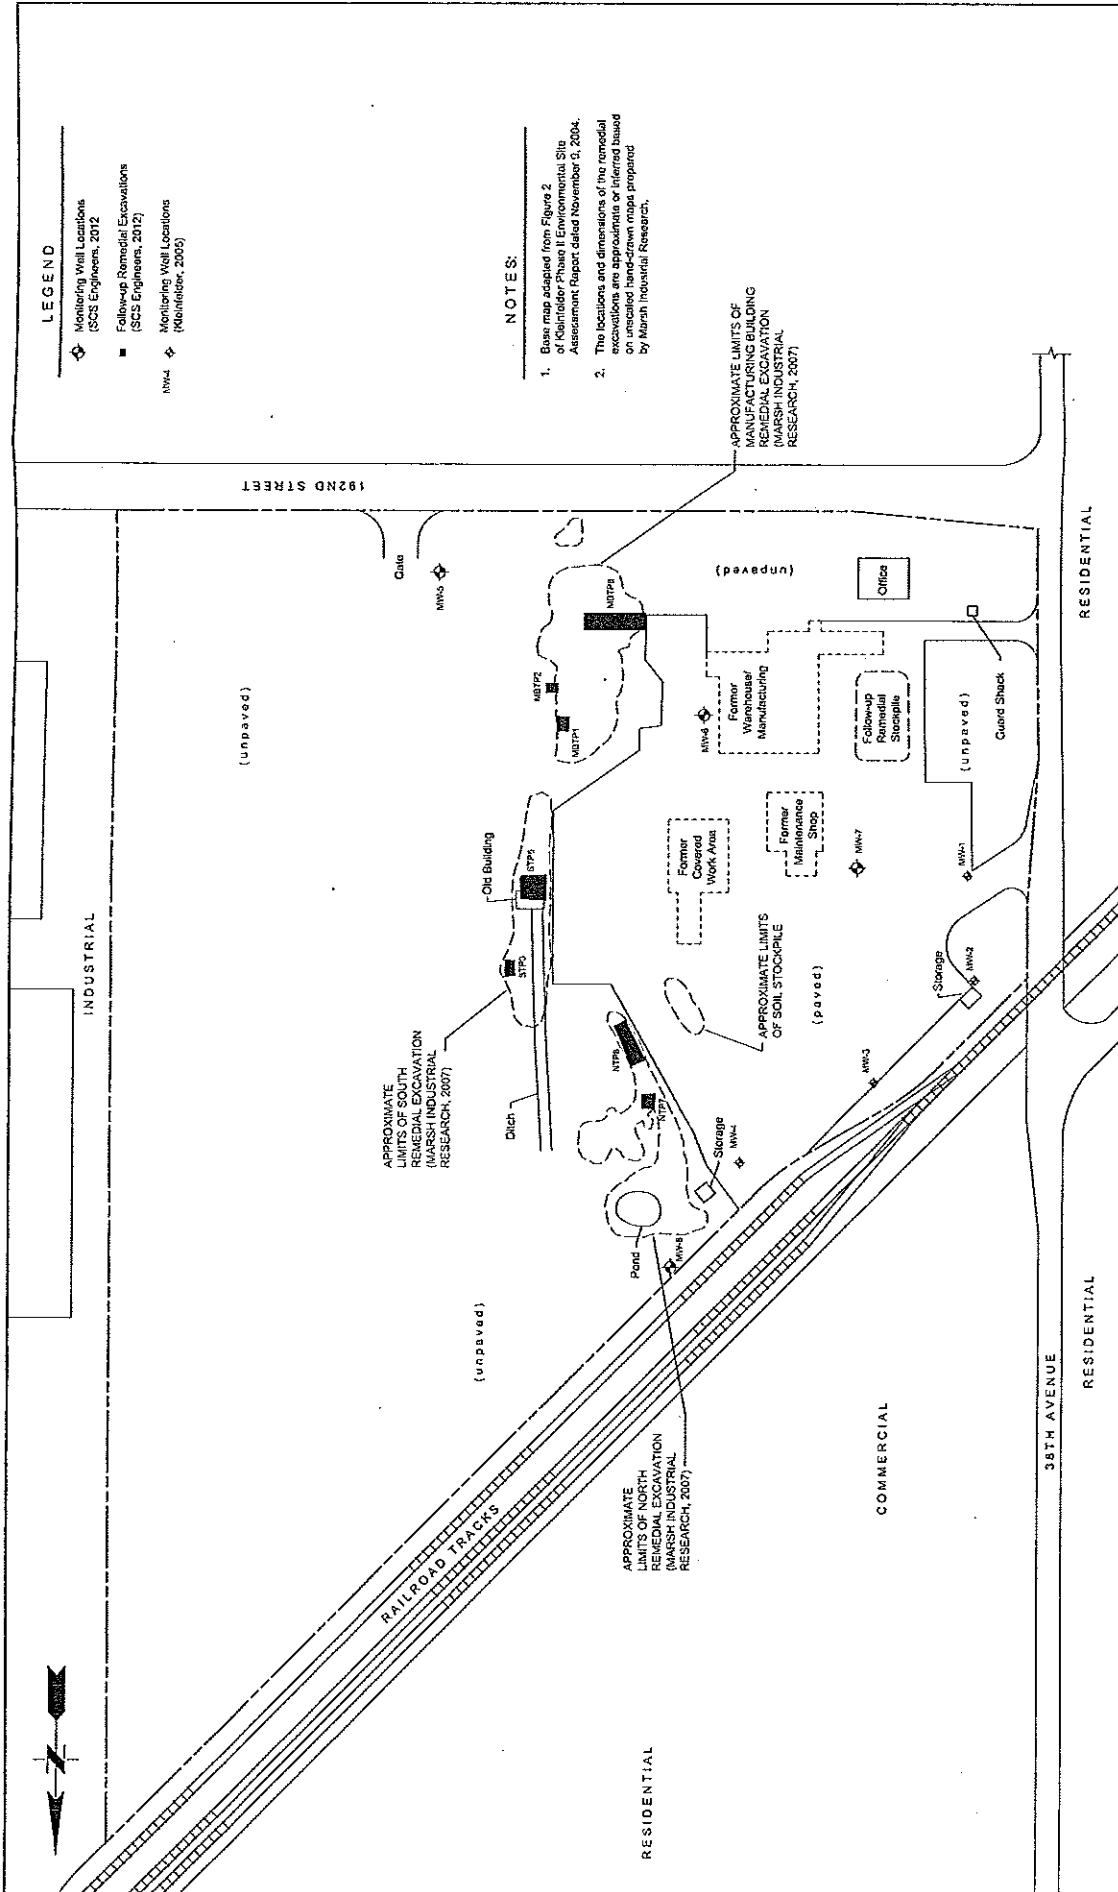 LEGEND
Monitoring Well Locations
(SCS Engineers, 2012
Follow-up Remedial Excavations
(SCS Engineers, 2012)
MW-4
Monitoring Well Locations
(Kleinfelder, 2005)
NOTES:
1. Base map adapted from Figure 2
of Kleinfelder Phase II Environmental Site
Assessment Report dated November 9, 2004.
2. The locations and dimensions of the remedial
excavations are approximate or inferred based
on unscaled hand-drawn maps prepared
by Marsh Industrial Research.
N
INDUSTRIAL
192ND STREET
Gate
MW-5
(unpaved)
(unpaved)
APPROXIMATE
LIMITS OF SOUTH
REMEDIAL EXCAVATION
(MARSH INDUSTRIAL
RESEARCH, 2007)
Ditch
Old Building
STP5
MBTP2
MBTP1
APPROXIMATE LIMITS OF
MANUFACTURING BUILDING
REMEDIAL EXCAVATION
(MARSH INDUSTRIAL
RESEARCH, 2007)
(unpaved)
NTP7
Pond
MW-8
Storage
MW-4
APPROXIMATE
LIMITS OF NORTH
REMEDIAL EXCAVATION
(MARSH INDUSTRIAL
RESEARCH, 2007)
RAILROAD TRACKS
APPROXIMATE LIMITS
OF SOIL STOCKPILE
Former
Covered
Work Area
MW-6
Former
Warehouse/
Manufacturing
Former
Maintenance
Shop
(paved)
MW-7
Follow-up
Remedial
Stockpile
Office
MW-3
Storage
MW-2
MW-1
(unpaved)
Guard Shack
COMMERCIAL
RESIDENTIAL
38TH AVENUE
RESIDENTIAL
RESIDENTIAL